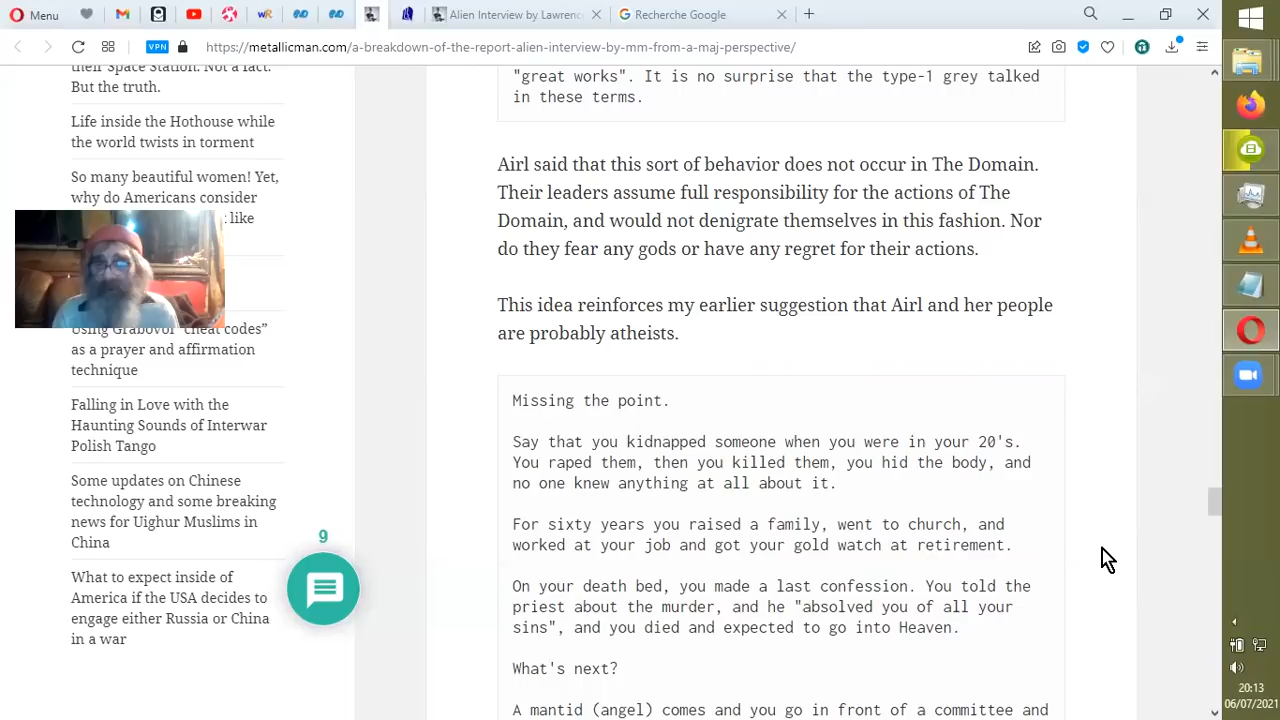 Menu
Alien Interview by Lawrenc
Recherche Google
VPN
https://metallicman.com/a-breakdown-of-the-report-alien-interview-by-mm-from-a-maj-perspective/
their Space Station. Not a fact.
But the truth.
Life inside the Hothouse while
the world twists in torment
So many beautiful women! Yet,
why do Americans consider
like
Using Grabovoi “cheat codes”
as a prayer and affirmation
technique
Falling in Love with the
Haunting Sounds of Interwar
Polish Tango
Some updates on Chinese
technology and some breaking
news for Uighur Muslims in
China
What to expect inside of
America if the USA decides to
engage either Russia or China
in a war
9
"great works". It is no surprise that the type-1 grey talked
in these terms.
Airl said that this sort of behavior does not occur in The Domain.
Their leaders assume full responsibility for the actions of The
Domain, and would not denigrate themselves in this fashion. Nor
do they fear any gods or have any regret for their actions.
This idea reinforces my earlier suggestion that Airl and her people
are probably atheists.
Missing the point.
Say that you kidnapped someone when you were in your 20's.
You raped them, then you killed them, you hid the body, and
no one knew anything at all about it.
For sixty years you raised a family, went to church, and
worked at your job and got your gold watch at retirement.
On your death bed, you made a last confession. You told the
priest about the murder, and he "absolved you of all your
sins", and you died and expected to go into Heaven.
What's next?
A mantid (angel) comes and you go in front of a committee and
20:13
06/07/2021